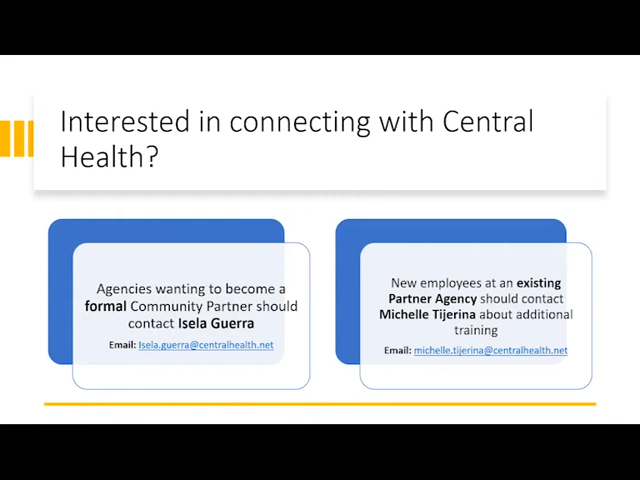 Interested in connecting with Central
Health?
Agencies wanting to become a
formal Community Partner should
contact Isela Guerra
Email: Isela.guerra@centralhealth.net
New employees at an existing
Partner Agency should contact
Michelle Tijerina about additional
training
Email: michelle.tijerina@centralhealth.net